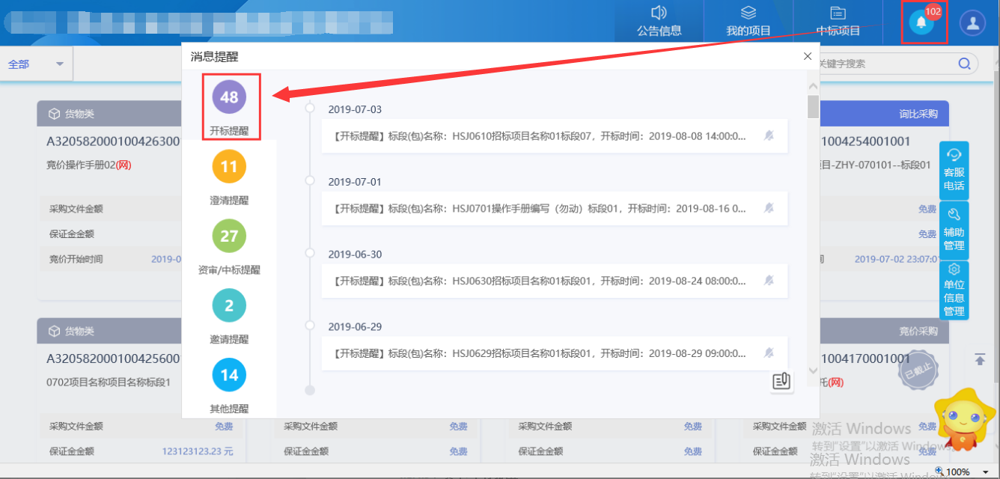 公告信息
我的项目
中标项目
102
全部
消息提醒
关键字搜索
48
开标提醒
11
澄清提醒
27
资审/中标提醒
2
邀请提醒
14
其他提醒
2019-07-03
【开标提醒】标段(包)名称：HSJ0610招标项目名称01标段07，开标时间：2019-08-08 14:00:0...
2019-07-01
【开标提醒】标段(包)名称：HSJ0701操作手册编写（勿动）标段01，开标时间：2019-08-16 0...
2019-06-30
【开标提醒】标段(包)名称：HSJ0630招标项目名称01标段01，开标时间：2019-08-24 08:00:0...
2019-06-29
【开标提醒】标段(包)名称：HSJ0629招标项目名称01标段01，开标时间：2019-08-29 09:00:0...
货物类
A320582000100426300
竞价操作手册02(网)
采购文件金额
保证金金额
竞价开始时间 2019-0
询比采购
1004254001001
目-ZHY-070101--标段01
免费
免费
间 2019-07-02 23:07:01
客服
电话
辅助
管理
单位
信息
管理
货物类
A320582000100425600
0702项目名称项目名称标段1
采购文件金额 免费
保证金金额 123123123.23 元
采购文件金额 免费
保证金金额 免费
采购文件金额 免费
保证金金额 免费
竞价采购
1004170001001
已截止
托(网)
采购文件金额 免费
保证金金额 免费
激活 Windows
转到"设置"以激活 Windows。
激活 Windows
转到"设置"以激活 Windows
100%